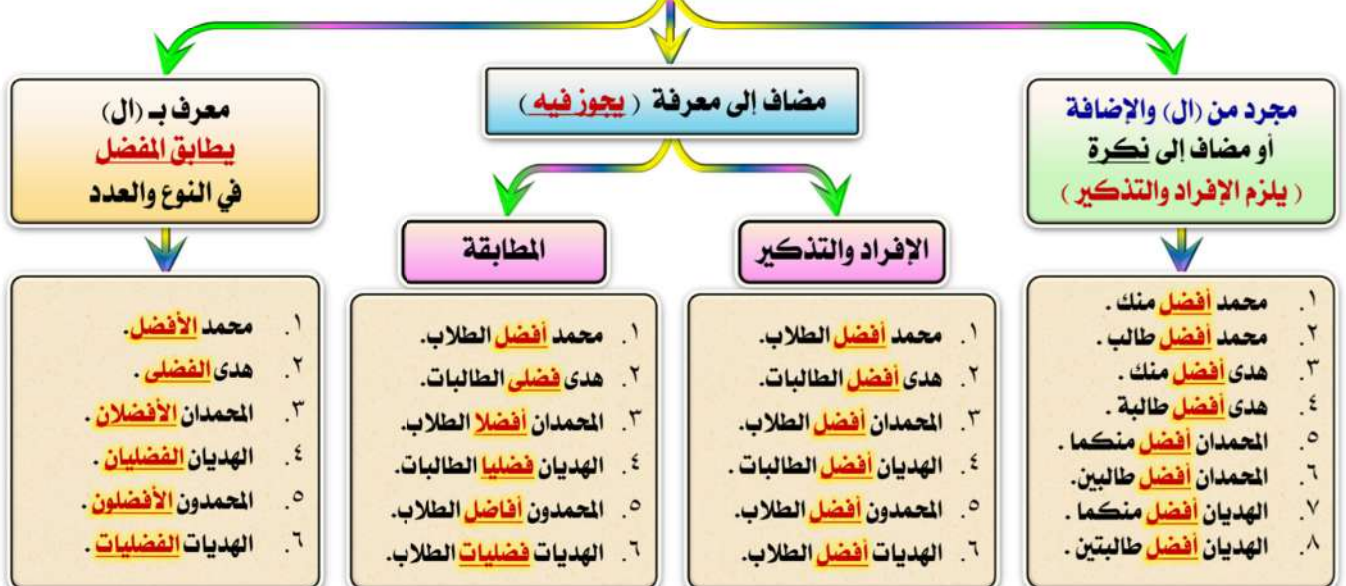 مجرد من (ال) والإضافة
أو مضاف إلى نكرة
( يلزم الإفراد والتذكير )
١. محمد أفضل منك .
٢. محمد أفضل طالب .
٣. هدى أفضل منك .
٤. هدى أفضل طالبة .
٥. المحمدان أفضل منكما .
٦. المحمدان أفضل طالبين.
٧. الهديان أفضل منكما .
٨. الهديان أفضل طالبتين .
مضاف إلى معرفة ( يجوز فيه )
الإفراد والتذكير
١. محمد أفضل الطلاب.
٢. هدى أفضل الطالبات.
٣. المحمدان أفضل الطلاب.
٤. الهديان أفضل الطالبات .
٥. المحمدون أفضل الطلاب.
٦. الهديات أفضل الطلاب.
المطابقة
١. محمد أفضل الطلاب.
٢. هدى فضلى الطالبات.
٣. المحمدان أفضلا الطلاب.
٤. الهديان فضليا الطالبات.
٥. المحمدون أفاضل الطلاب.
٦. الهديات فضليات الطلاب.
معرف بـ (ال)
يطابق المفضل
في النوع والعدد
١. محمد الأفضل.
٢. هدى الفضلى .
٣. المحمدان الأفضلان .
٤. الهديان الفضليان .
٥. المحمدون الأفضلون .
٦. الهديات الفضليات .